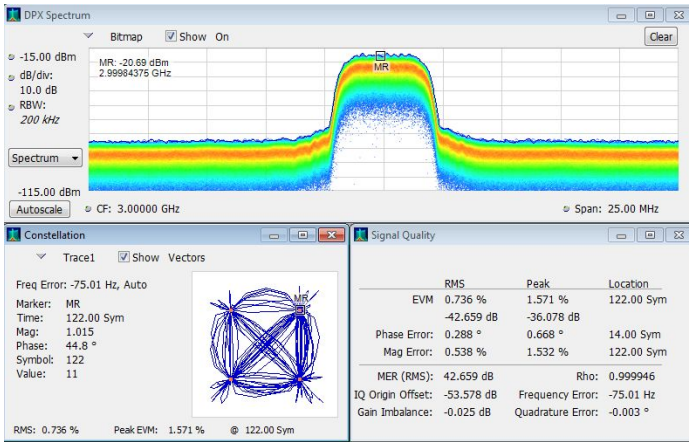 DPX Spectrum
Bitmap Show On Clear
-15.00 dBm
dB/div:
10.0 dB
RBW:
200 kHz
MR: -20.69 dBm
2.99984375 GHz
MR
Spectrum
-115.00 dBm
Autoscale CF: 3.00000 GHz Span: 25.00 MHz
Constellation
Trace1 Show Vectors
Freq Error: -75.01 Hz, Auto
Marker: MR
Time: 122.00 Sym
Mag: 1.015
Phase: 44.8 °
Symbol: 122
Value: 11
MR
RMS: 0.736 % Peak EVM: 1.571 % @ 122.00 Sym
Signal Quality
RMS Peak Location
EVM 0.736 % 1.571 % 122.00 Sym
-42.659 dB -36.078 dB
Phase Error: 0.288 ° 0.668 ° 14.00 Sym
Mag Error: 0.538 % 1.532 % 122.00 Sym
MER (RMS): 42.659 dB Rho: 0.999946
IQ Origin Offset: -53.578 dB Frequency Error: -75.01 Hz
Gain Imbalance: -0.025 dB Quadrature Error: -0.003 °